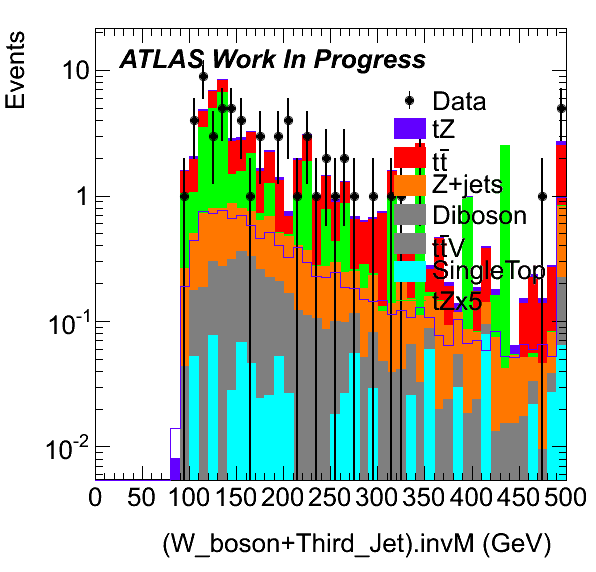 Events
ATLAS Work In Progress
10
1
10⁻¹
10⁻²
Data
tZ
tt̄
Z+jets
Diboson
tt̄V
SingleTop
tZx5
0 50 100 150 200 250 300 350 400 450 500
(W_boson+Third_Jet).invM (GeV)